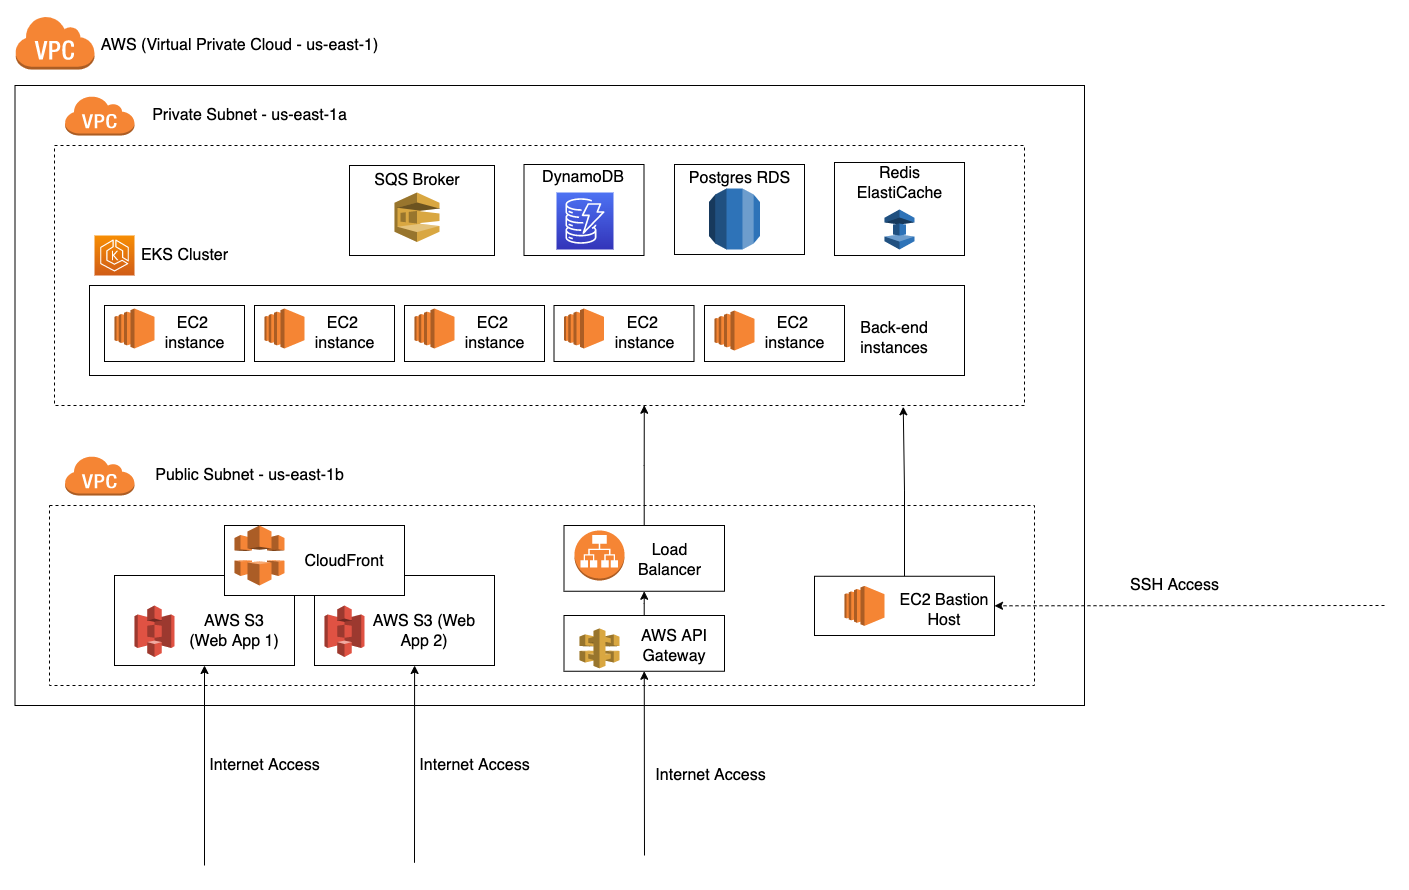 VPC
AWS (Virtual Private Cloud - us-east-1)
VPC
Private Subnet - us-east-1a
SQS Broker
DynamoDB
Postgres RDS
Redis
ElastiCache
K
EKS Cluster
EC2
instance
EC2
instance
EC2
instance
EC2
instance
EC2
instance
Back-end
instances
VPC
Public Subnet - us-east-1b
CloudFront
AWS S3
(Web App 1)
AWS S3 (Web
App 2)
Load
Balancer
AWS API
Gateway
EC2 Bastion
Host
SSH Access
Internet Access
Internet Access
Internet Access